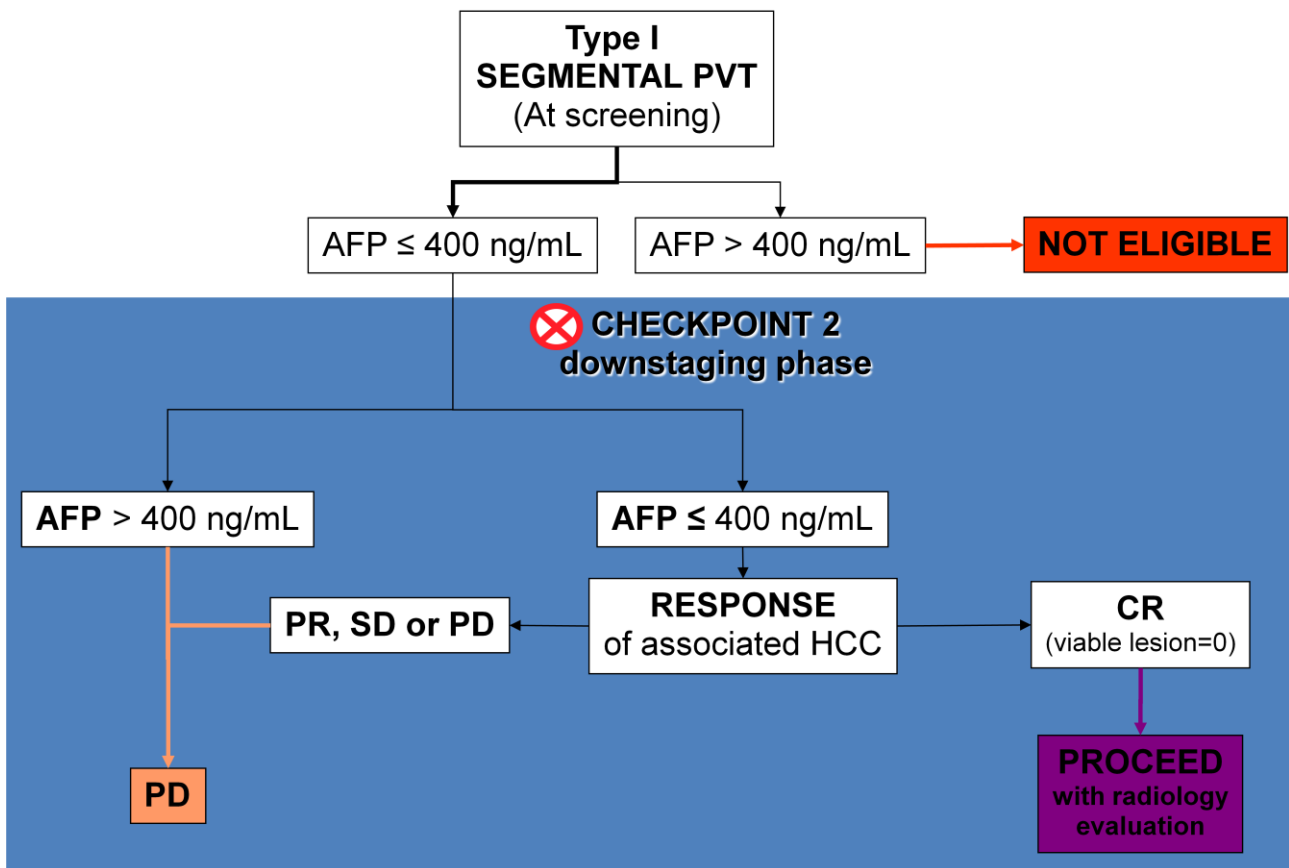 Type I
SEGMENTAL PVT
(At screening)
AFP ≤ 400 ng/mL
AFP > 400 ng/mL
NOT ELIGIBLE
CHECKPOINT 2
downstaging phase
AFP > 400 ng/mL
AFP ≤ 400 ng/mL
PR, SD or PD
RESPONSE
of associated HCC
CR
(viable lesion=0)
PD
PROCEED
with radiology
evaluation